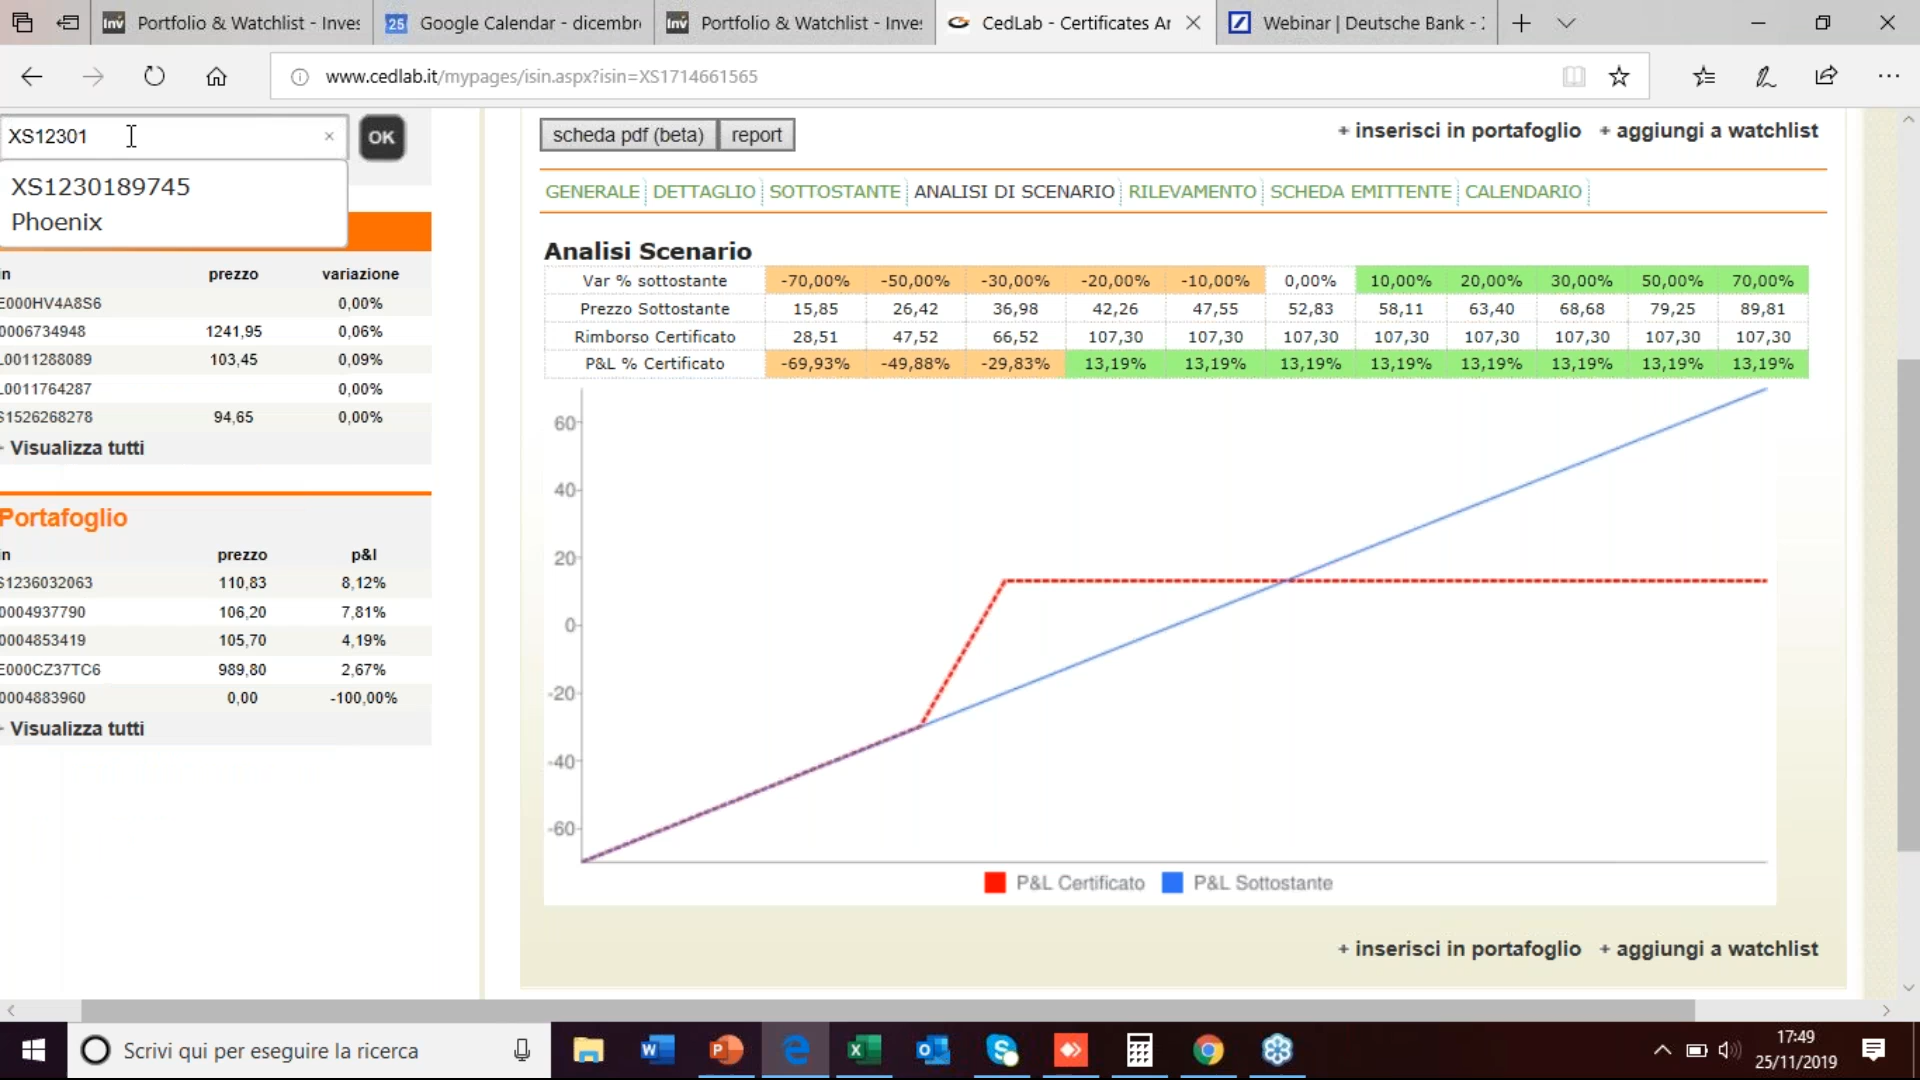 Portfolio & Watchlist - Inves
25 Google Calendar - dicembr
Portfolio & Watchlist - Inves
CedLab - Certificates Ar
Webinar | Deutsche Bank -
www.cedlab.it/mypages/isin.aspx?isin=XS1714661565
XS12301
OK
XS1230189745
Phoenix
in prezzo variazione
E000HV4A8S6 0,00%
0006734948 1241,95 0,06%
L0011288089 103,45 0,09%
L0011764287 0,00%
S1526268278 94,65 0,00%
+ Visualizza tutti
Portafoglio
in prezzo p&l
S1236032063 110,83 8,12%
0004937790 106,20 7,81%
0004853419 105,70 4,19%
E000CZ37TC6 989,80 2,67%
0004883960 0,00 -100,00%
+ Visualizza tutti
scheda pdf (beta) report
+ inserisci in portafoglio + aggiungi a watchlist
GENERALE DETTAGLIO SOTTOSTANTE ANALISI DI SCENARIO RILEVAMENTO SCHEDA EMITTENTE CALENDARIO
Analisi Scenario
Var % sottostante -70,00% -50,00% -30,00% -20,00% -10,00% 0,00% 10,00% 20,00% 30,00% 50,00% 70,00%
Prezzo Sottostante 15,85 26,42 36,98 42,26 47,55 52,83 58,11 63,40 68,68 79,25 89,81
Rimborso Certificato 28,51 47,52 66,52 107,30 107,30 107,30 107,30 107,30 107,30 107,30 107,30
P&L % Certificato -69,93% -49,88% -29,83% 13,19% 13,19% 13,19% 13,19% 13,19% 13,19% 13,19% 13,19%
60
40
20
0
-20
-40
-60
P&L Certificato P&L Sottostante
+ inserisci in portafoglio + aggiungi a watchlist
Scrivi qui per eseguire la ricerca
17:49
25/11/2019